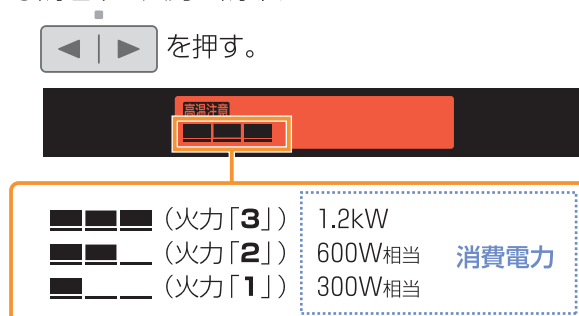 を押す。
高温注意
(火力「3」) 1.2kW
(火力「2」) 600W相当
(火力「1」) 300W相当
消費電力